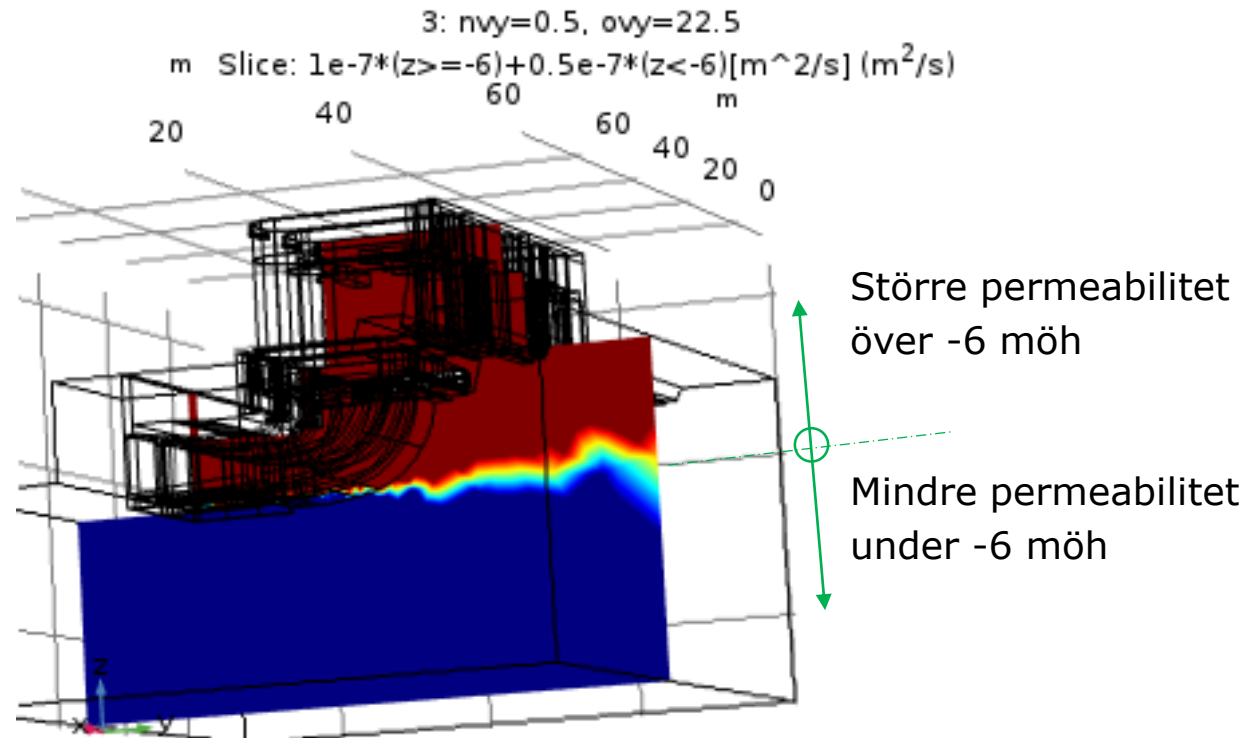 3: nvy=0.5, ovy=22.5
m Slice: 1e-7*(z>=-6)+0.5e-7*(z<-6)[m^2/s] (m²/s)
20 40 60 m
60 40 20 0
Större permeabilitet
över -6 möh
Mindre permeabilitet
under -6 möh
z
x y